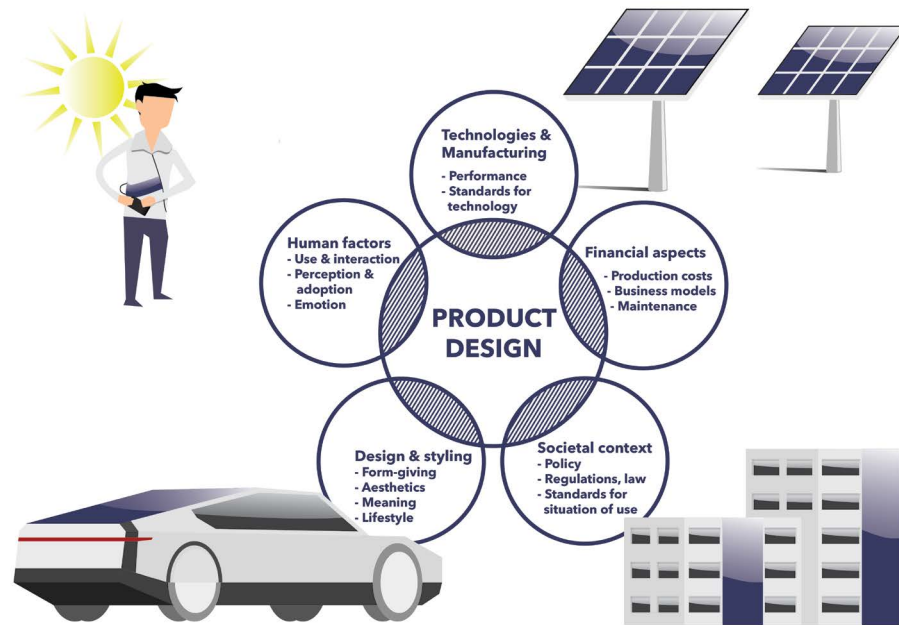 Technologies &
Manufacturing
- Performance
- Standards for
technology
Human factors
- Use & interaction
- Perception &
adoption
- Emotion
Financial aspects
- Production costs
- Business models
- Maintenance
PRODUCT
DESIGN
Design & styling
- Form-giving
- Aesthetics
- Meaning
- Lifestyle
Societal context
- Policy
- Regulations, law
- Standards for
situation of use